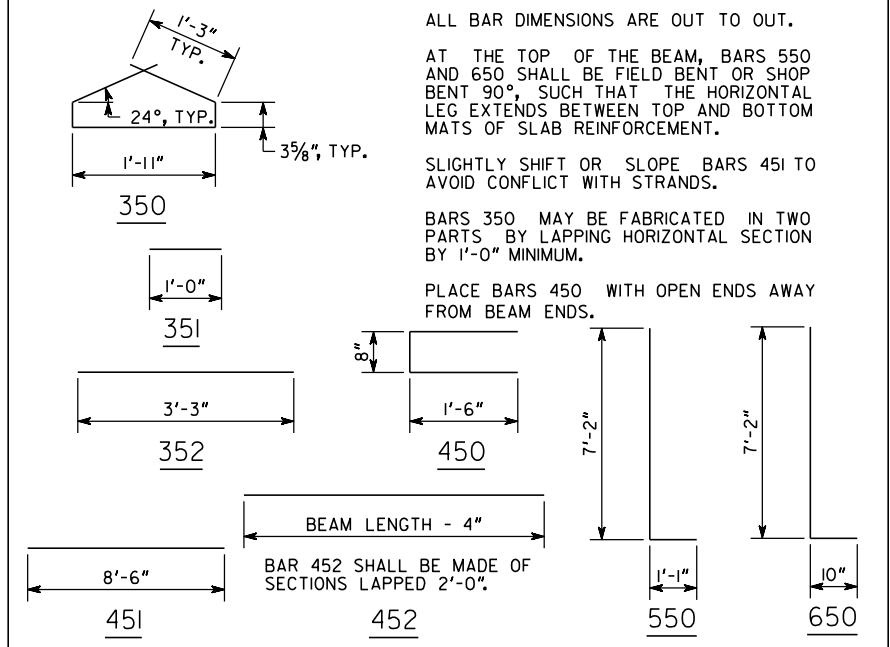 1'-3"
TYP.
24°, TYP.
3⅝", TYP.
1'-11"
350
ALL BAR DIMENSIONS ARE OUT TO OUT.
AT THE TOP OF THE BEAM, BARS 550
AND 650 SHALL BE FIELD BENT OR SHOP
BENT 90°, SUCH THAT THE HORIZONTAL
LEG EXTENDS BETWEEN TOP AND BOTTOM
MATS OF SLAB REINFORCEMENT.
SLIGHTLY SHIFT OR SLOPE BARS 451 TO
AVOID CONFLICT WITH STRANDS.
BARS 350 MAY BE FABRICATED IN TWO
PARTS BY LAPPING HORIZONTAL SECTION
BY 1'-0" MINIMUM.
PLACE BARS 450 WITH OPEN ENDS AWAY
FROM BEAM ENDS.
1'-0"
351
3'-3"
352
8"
1'-6"
450
7'-2"
1'-1"
550
7'-2"
10"
650
8'-6"
451
BEAM LENGTH - 4"
BAR 452 SHALL BE MADE OF
SECTIONS LAPPED 2'-0".
452